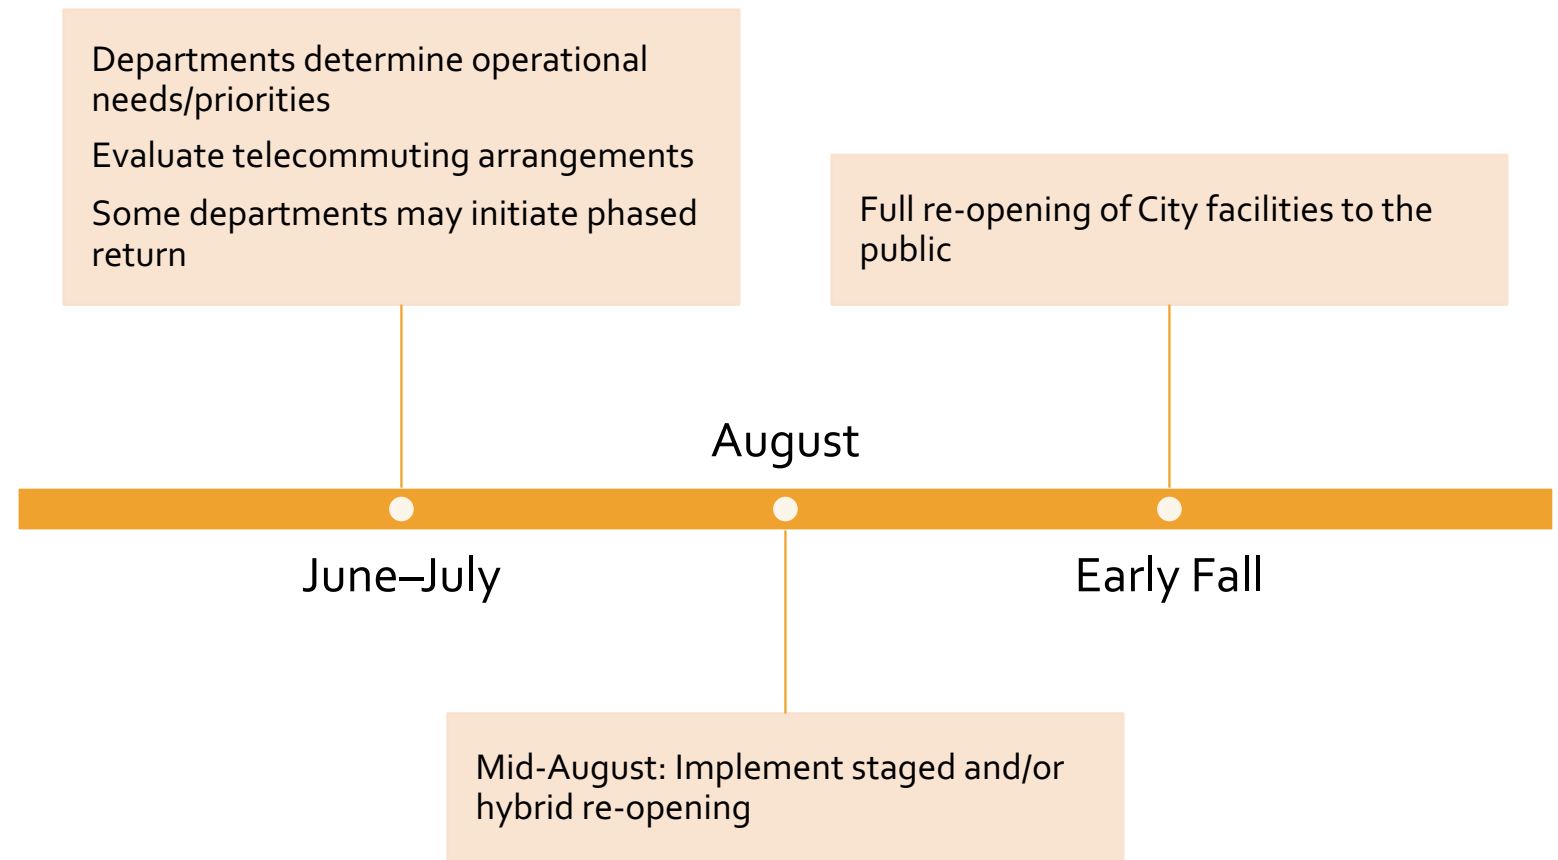 Departments determine operational
needs/priorities
Evaluate telecommuting arrangements
Some departments may initiate phased
return
Full re-opening of City facilities to the
public
August
June–July
Early Fall
Mid-August: Implement staged and/or
hybrid re-opening